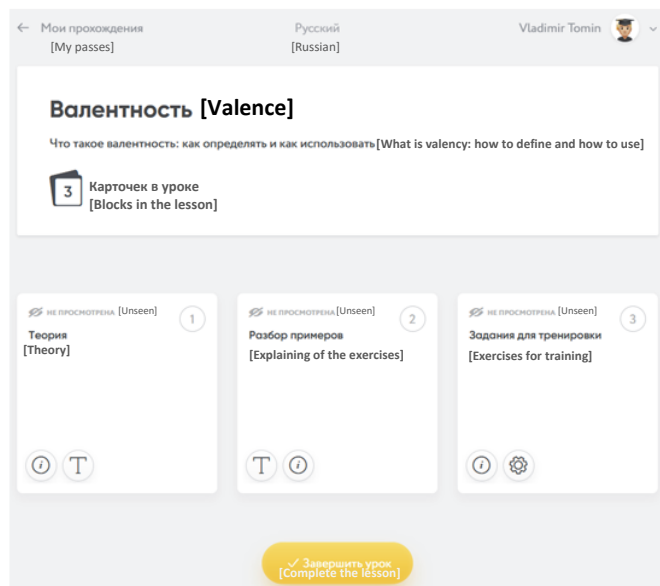 Мои прохождения
[My passes]
Русский
[Russian]
Vladimir Tomin
Валентность [Valence]
Что такое валентность: как определять и как использовать [What is valency: how to define and how to use]
3
Карточек в уроке
[Blocks in the lesson]
НЕ ПРОСМОТРЕНА [Unseen]
1
Теория
[Theory]
i T
НЕ ПРОСМОТРЕНА [Unseen]
2
Разбор примеров
[Explaining of the exercises]
T i
НЕ ПРОСМОТРЕНА [Unseen]
3
Задания для тренировки
[Exercises for training]
i
Завершить урок
[Complete the lesson]